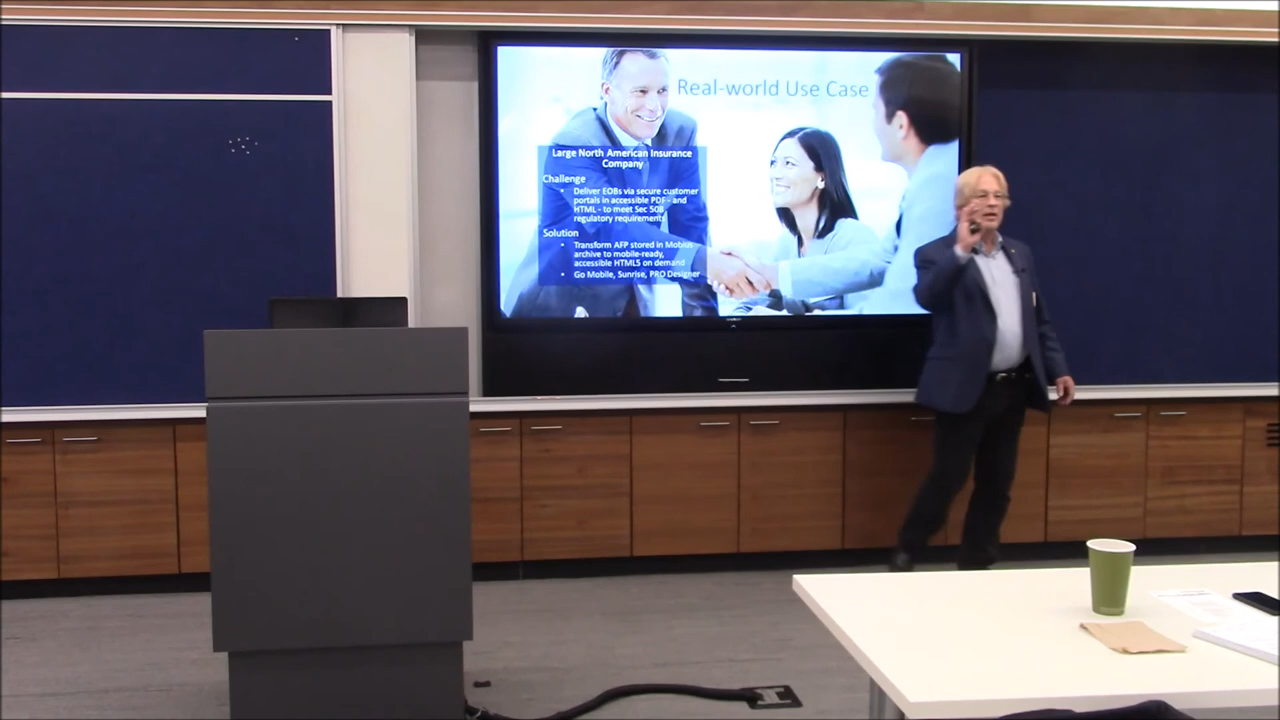 Real-world Use Case
Large North American Insurance
Company
Challenge
• Deliver EOBs via secure customer
portals in accessible PDF - and
HTML - to meet Sec 508
regulatory requirements
Solution
• Transform AFP stored in Mobius
archive to mobile-ready,
accessible HTML5 on demand
• Go Mobile, Sunrise, PRO Designer